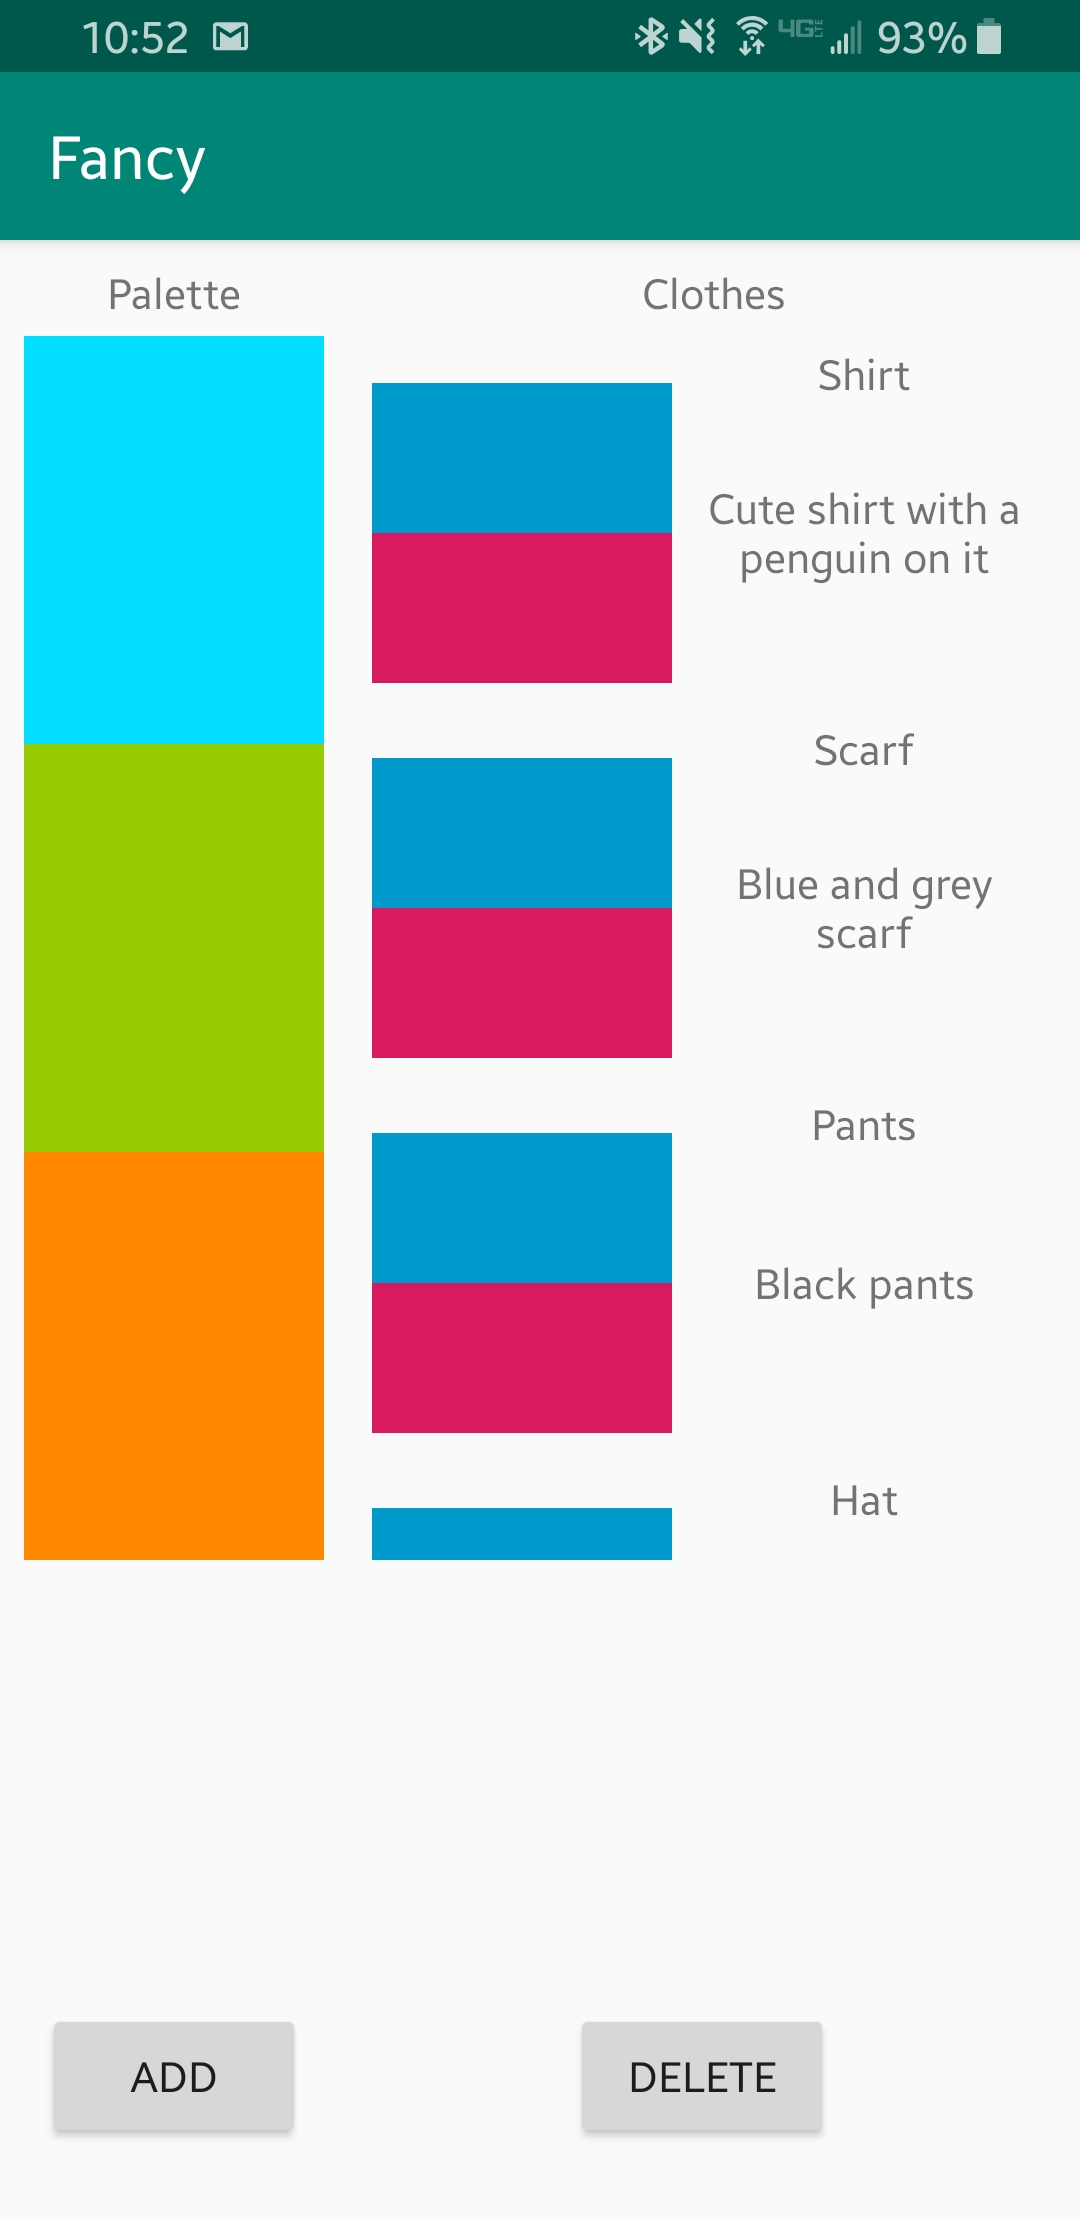 10:52 4G LTE 93%
Fancy
Palette Clothes
Shirt
Cute shirt with a
penguin on it
Scarf
Blue and grey
scarf
Pants
Black pants
Hat
ADD DELETE